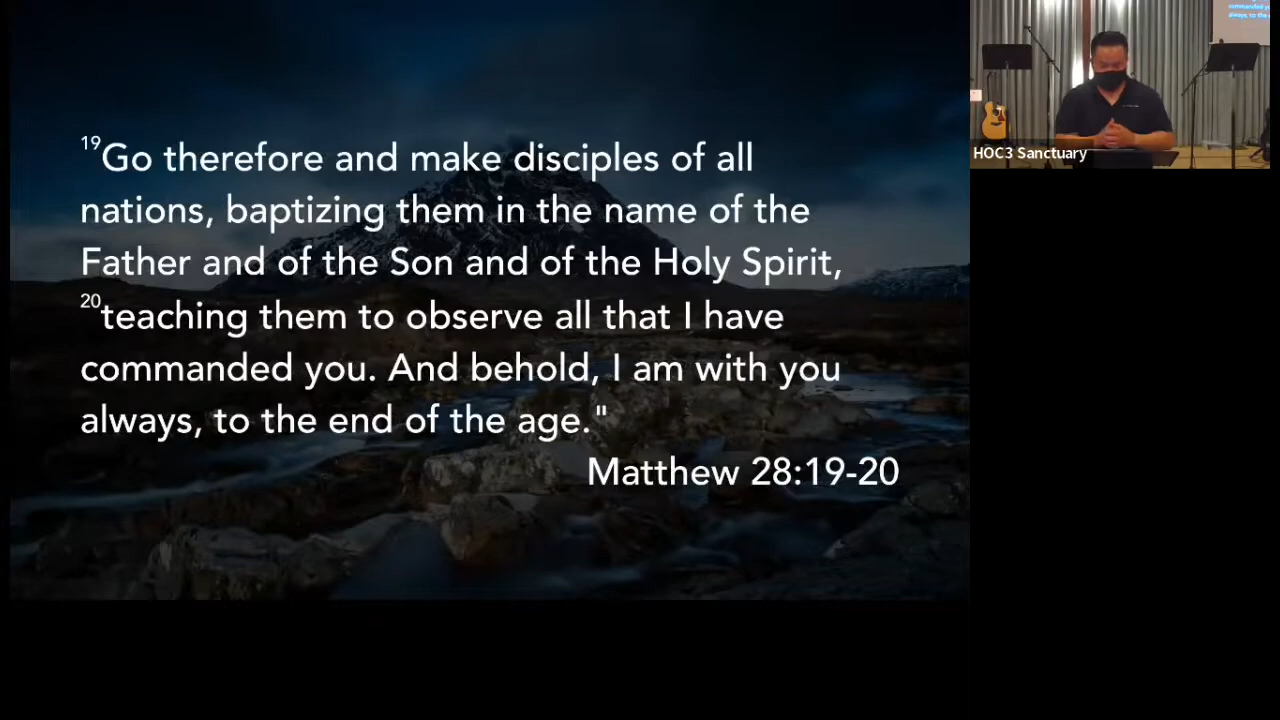 19Go therefore and make disciples of all
nations, baptizing them in the name of the
Father and of the Son and of the Holy Spirit,
20teaching them to observe all that I have
commanded you. And behold, I am with you
always, to the end of the age."
Matthew 28:19-20
HOC3 Sanctuary